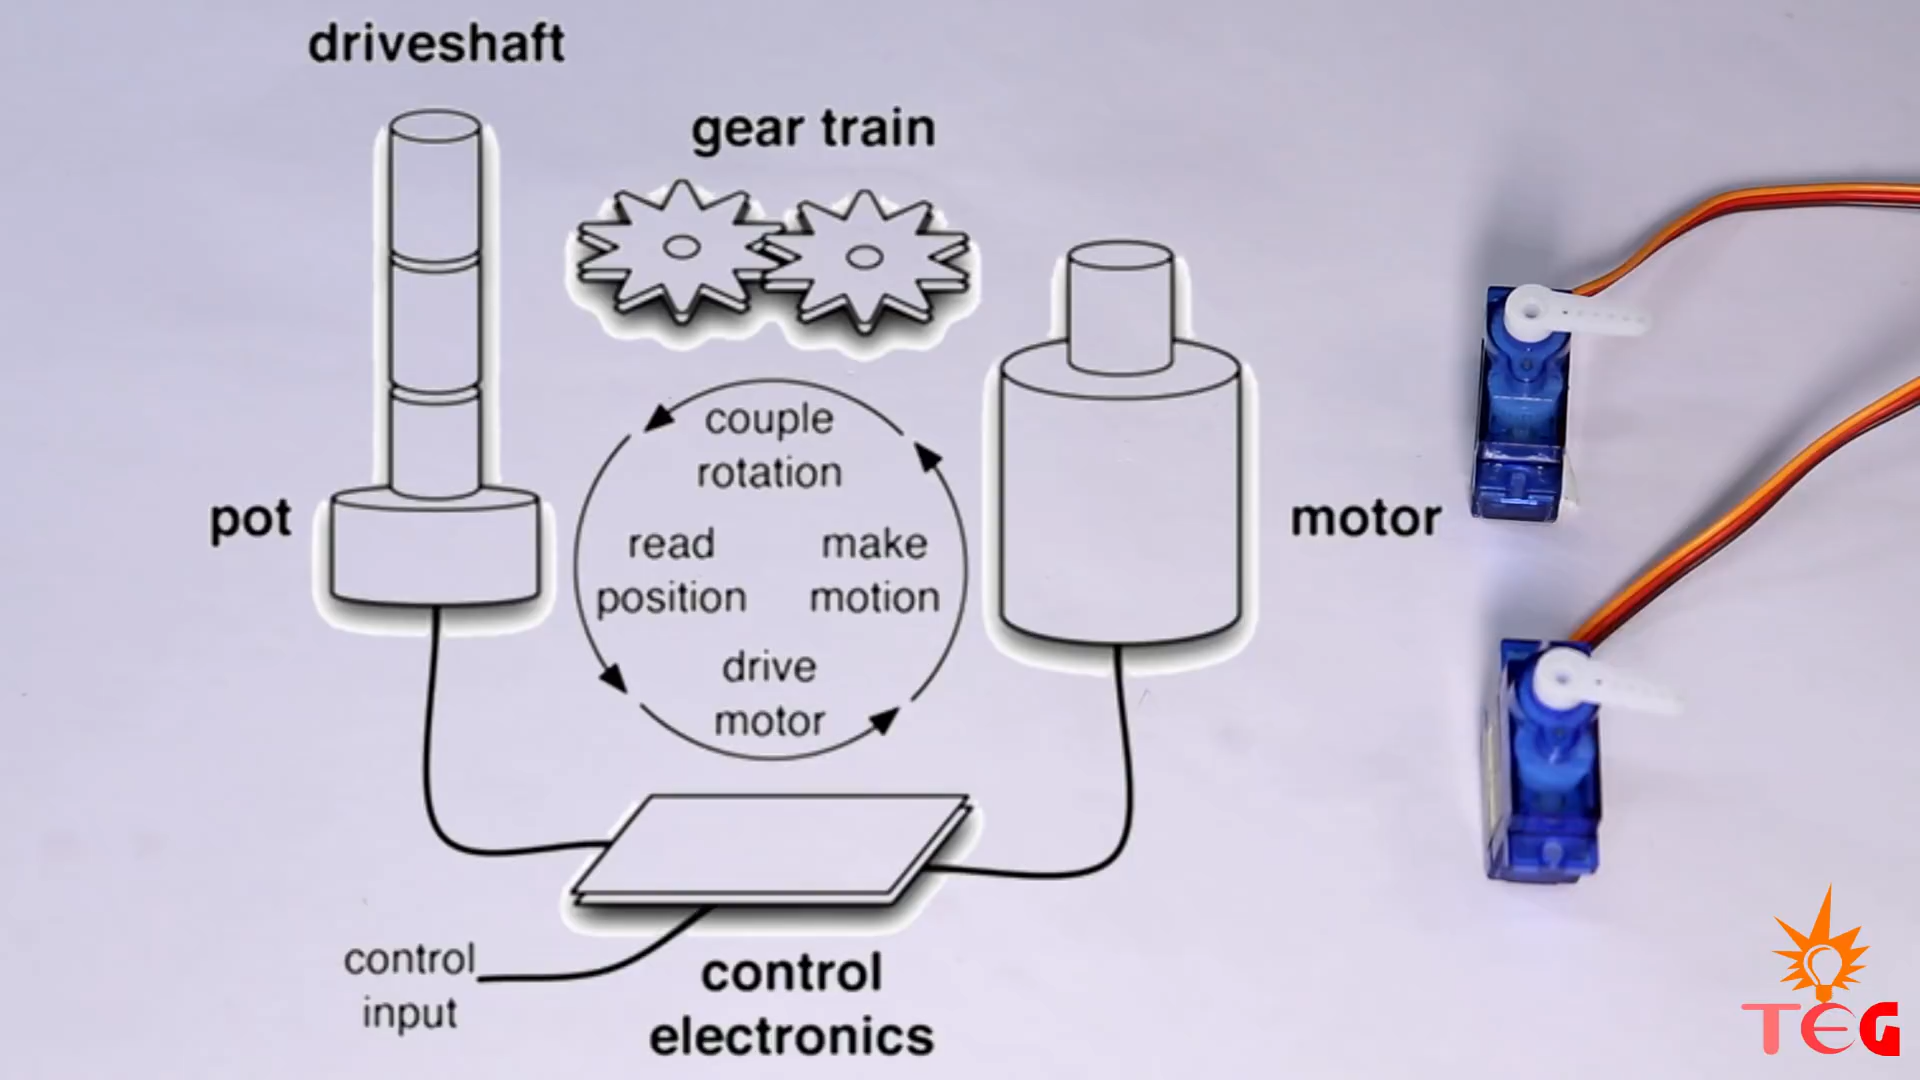 driveshaft
gear train
couple
rotation
read
position
make
motion
drive
motor
pot
motor
control
input
control
electronics
TEG